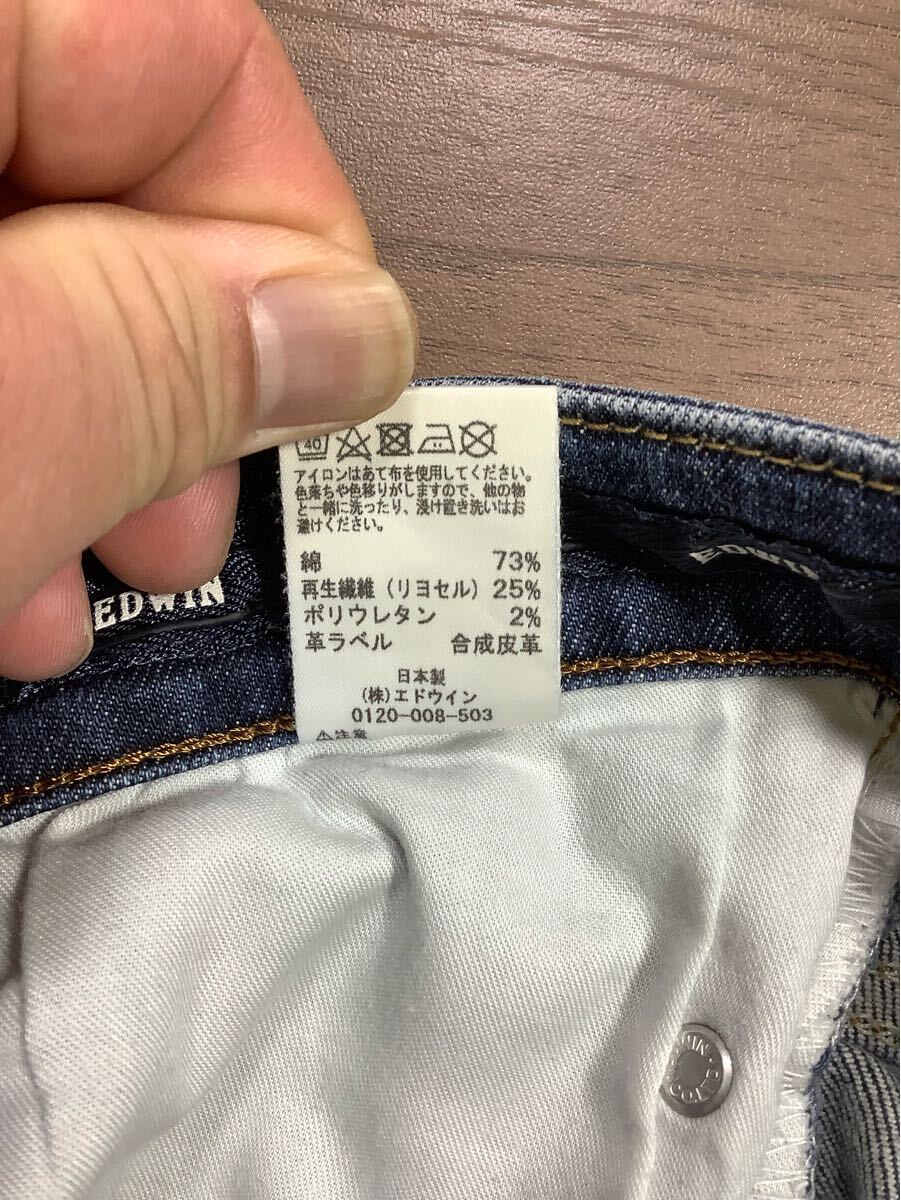 40
アイロンはあて布を使用してください。
色落ちや色移りがしますので、他の物
と一緒に洗ったり、浸け置き洗いはお
避けください。
綿 73%
再生繊維（リヨセル）25%
ポリウレタン 2%
革ラベル 合成皮革
日本製
(株)エドウイン
0120-008-503
⚠注意
EDWIN
EDWIN